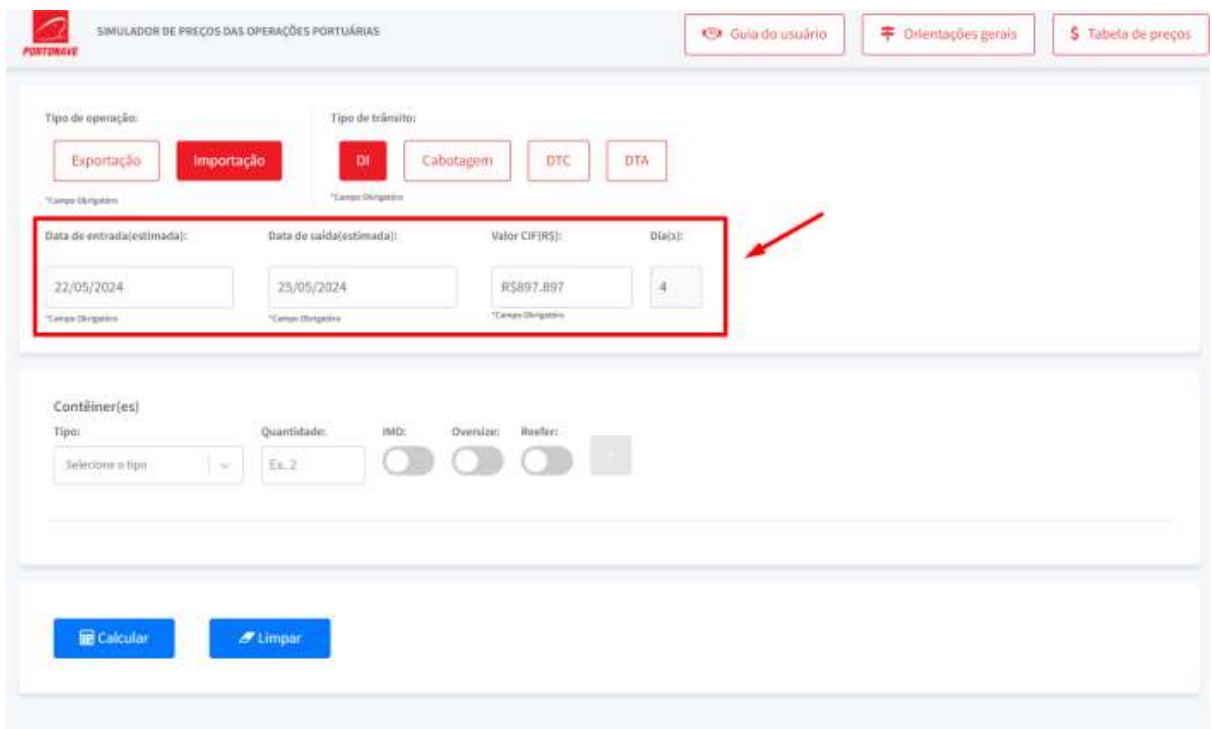 PORTONAVE
SIMULADOR DE PREÇOS DAS OPERAÇÕES PORTUÁRIAS
Guia do usuário
Orientações gerais
$ Tabela de preços
Tipo de operação:
Tipo de trânsito:
Exportação
Importação
DI
Cabotagem
DTC
DTA
*Campo Obrigatório
*Campo Obrigatório
Data de entrada(estimada):
Data de saída(estimada):
Valor CIF(R$):
Dia(s):
22/05/2024
25/05/2024
R$897.897
4
*Campo Obrigatório
*Campo Obrigatório
*Campo Obrigatório
Contêiner(es)
Tipo:
Quantidade:
IMO:
Oversize:
Reefer:
Selecione o tipo
Ex. 2
Calcular
Limpar